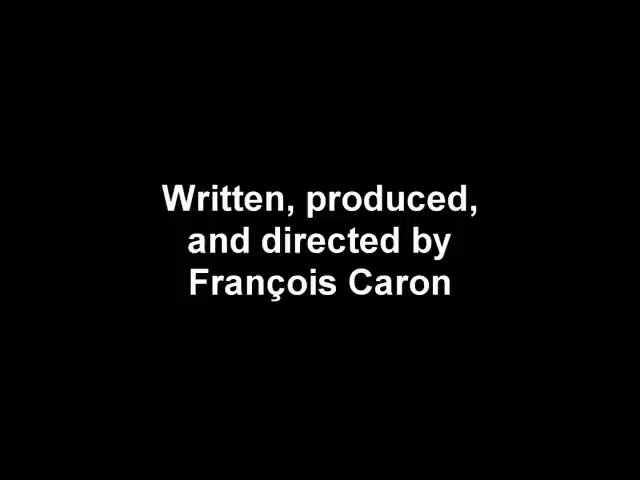 Written, produced,
and directed by
François Caron